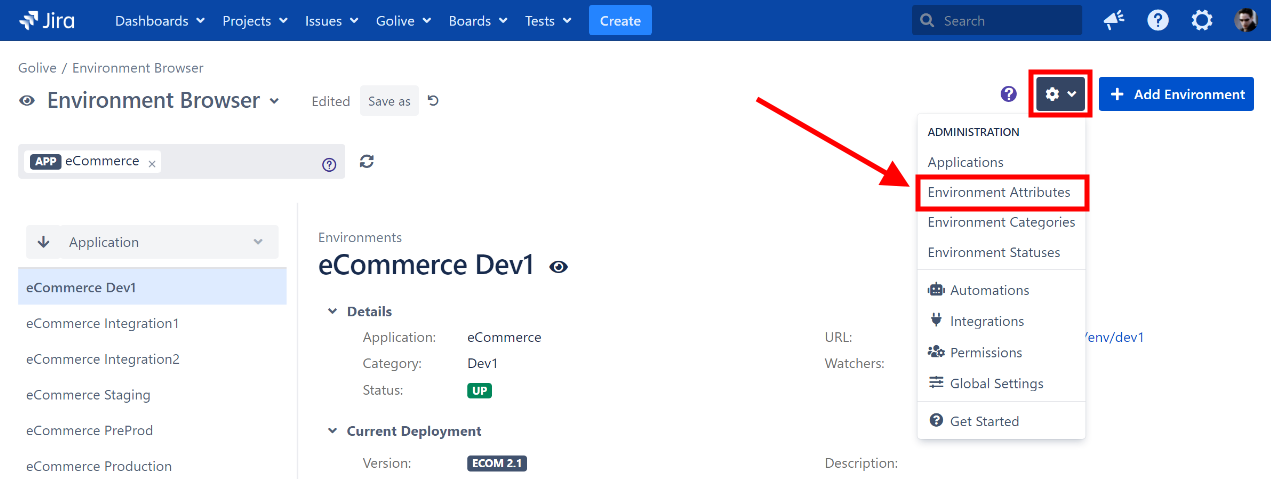 Jira Dashboards Projects Issues Golive Boards Tests Create Search
Golive / Environment Browser
Environment Browser Edited Save as Add Environment
APP eCommerce ×
Application
eCommerce Dev1
eCommerce Integration1
eCommerce Integration2
eCommerce Staging
eCommerce PreProd
eCommerce Production
Environments
eCommerce Dev1
Details
Application: eCommerce
Category: Dev1
Status: UP
URL: /env/dev1
Watchers:
Current Deployment
Version: ECOM 2.1
Description:
ADMINISTRATION
Applications
Environment Attributes
Environment Categories
Environment Statuses
Automations
Integrations
Permissions
Global Settings
Get Started